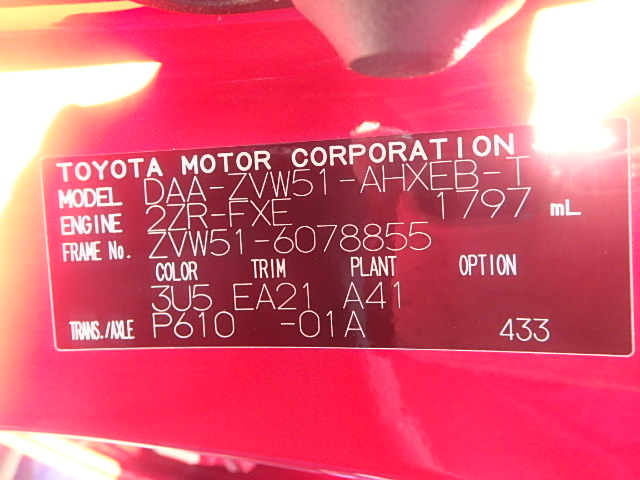 TOYOTA MOTOR CORPORATION
MODEL DAA-ZVW51-AHXEB-T
ENGINE 2ZR-FXE 1797 mL
FRAME No. ZVW51-6078855
COLOR TRIM PLANT OPTION
3U5 EA21 A41
TRANS./AXLE P610 -01A 433